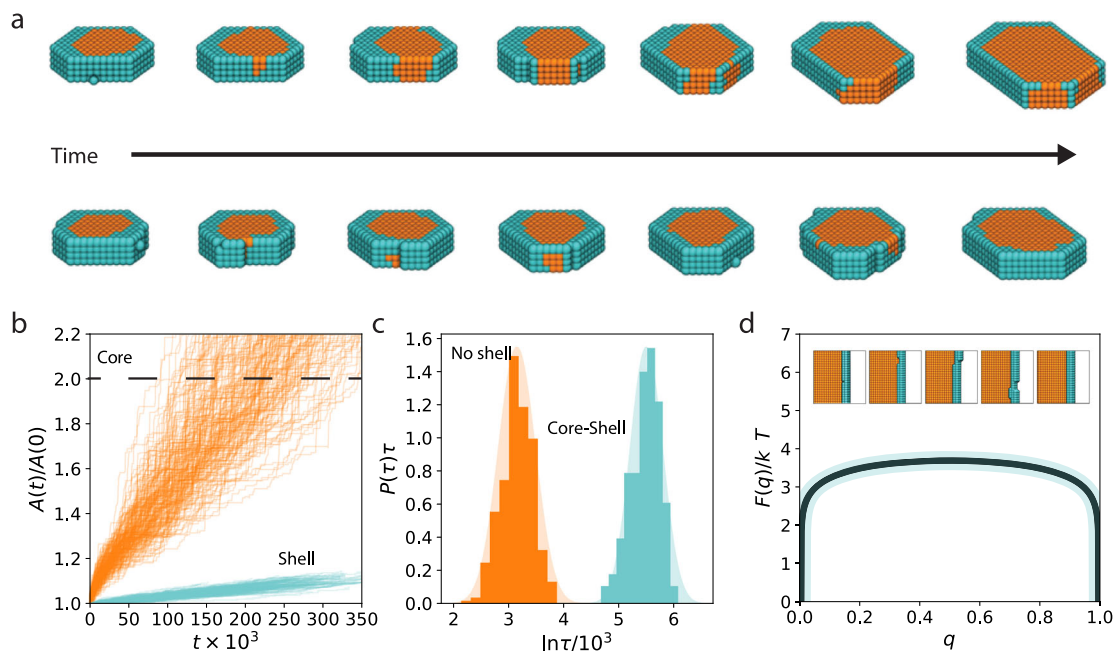 a
Time
b
2.2
2.0
1.8
1.6
1.4
1.2
1.0
A(t)/A(0)
Core
Shell
0 50 100 150 200 250 300 350
t × 10³
c
1.6
1.4
1.2
1.0
0.8
0.6
0.4
0.2
0.0
P(τ)τ
No shell
Core-Shell
2 3 4 5 6
lnτ/10³
d
7
6
5
4
3
2
1
0
F(q)/k T
0.0 0.2 0.4 0.6 0.8 1.0
q